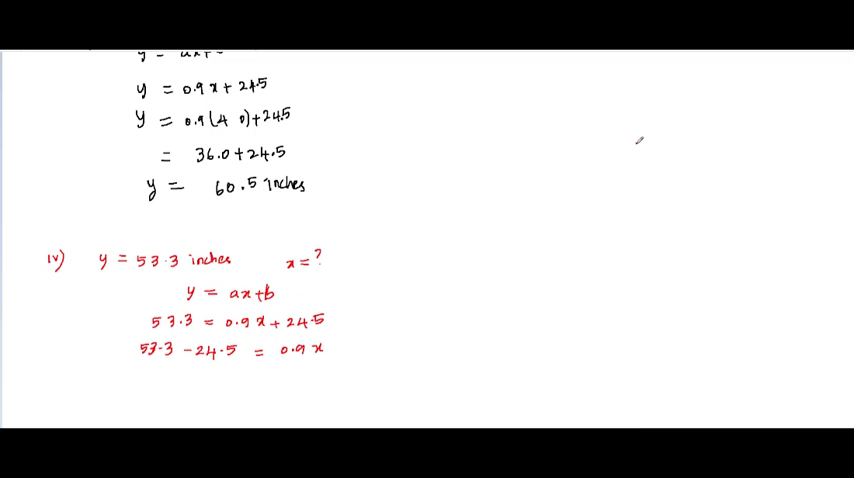 y = 0.9x+24.5
y = 0.9(40)+24.5
= 36.0+24.5
y = 60.5 inches
iv) y = 53.3 inches x = ?
y = ax+b
53.3 = 0.9x+24.5
53.3 - 24.5 = 0.9x